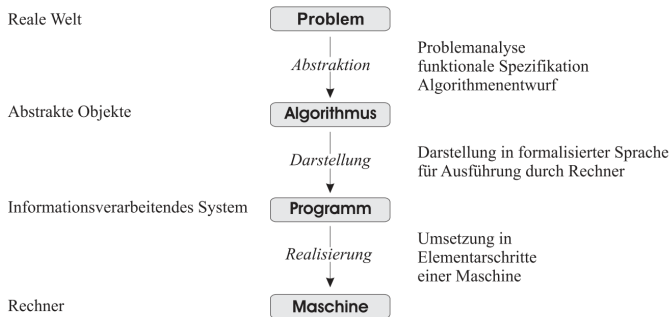 Reale Welt
Problem
Abstraktion
Problemanalyse
funktionale Spezifikation
Algorithmenentwurf
Abstrakte Objekte
Algorithmus
Darstellung
Darstellung in formalisierter Sprache
für Ausführung durch Rechner
Informationsverarbeitendes System
Programm
Realisierung
Umsetzung in
Elementarschritte
einer Maschine
Rechner
Maschine